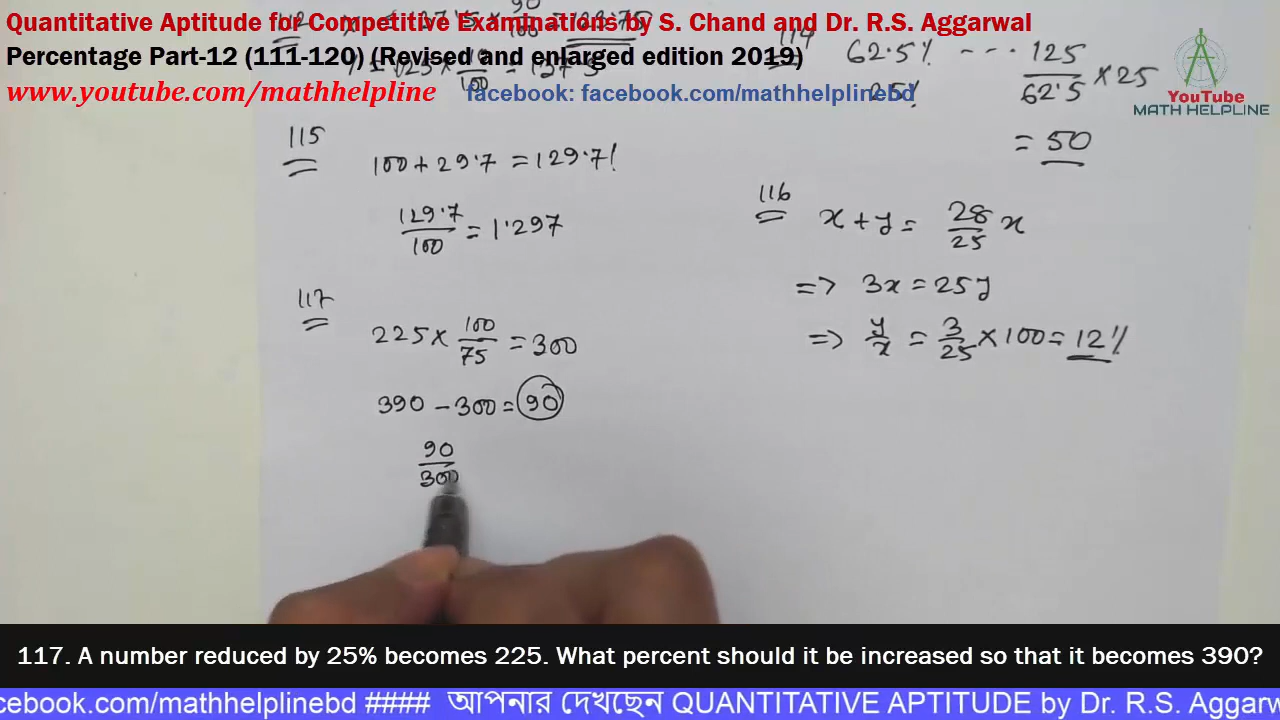 Quantitative Aptitude for Competitive Examinations by S. Chand and Dr. R.S. Aggarwal
Percentage Part-12 (111-120) (Revised and enlarged edition 2019)
www.youtube.com/mathhelpline facebook: facebook.com/mathhelplinebd
YouTube
MATH HELPLINE
114
62.5% --- 125
25% 125/62.5 × 25
= 50
115
100 + 29.7 = 129.7%
129.7/100 = 1.297
116
x + y = 28/25 x
=> 3x = 25y
=> y/x = 3/25 × 100 = 12%
117
225 × 100/75 = 300
390 - 300 = 90
90/300
117. A number reduced by 25% becomes 225. What percent should it be increased so that it becomes 390?
cebook.com/mathhelplinebd #### আপনার দেখছেন QUANTITATIVE APTITUDE by Dr. R.S. Aggarw